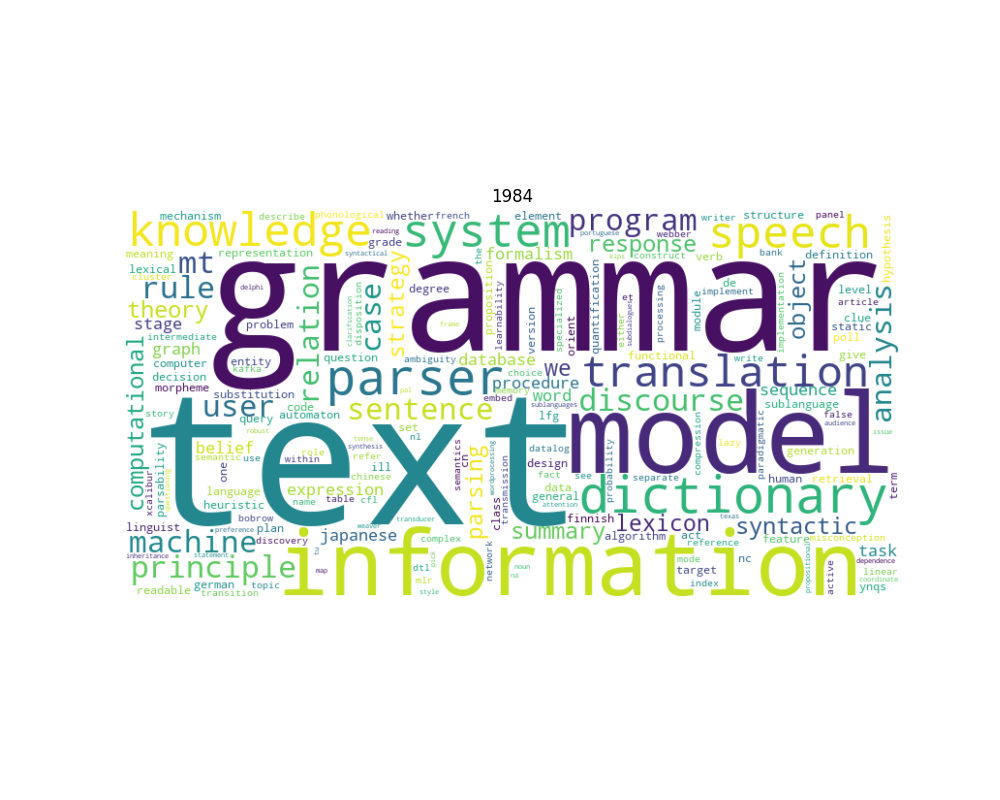 1984
mechanism
describe
phonological
whether
french
element
portuguese
program
webber
writer
structure
panel
knowledge
reading
grade
system
the
response
bank
speech
hypothesis
meaning
representation
syntactical
formalism
kips
construct
verb
definition
lexical
mt
cluster
delphi
strategy
degree
proposition
learnability
specialized
et
subdialogues
processing
module
de
implement
implementation
object
level
article
rule
grammar
relation
clarification
disposition
case
frame
version
orient
quantification
either
static
clue
theory
stage
problem
poll
intermediate
graph
entity
question
ambiguity
database
functional
write
give
analysis
computer
kafka
parser
choice
procedure
we
translation
decision
morpheme
substitution
pal
memory
embed
word
sequence
computational
user
code
sentence
set
lfg
sublanguages
discourse
sublanguage
false
audience
story
query
automaton
nl
text
model
issue
xcalibur
parsability
belief
robust
tense
synthesis
role
within
ill
semantics
cn
parsing
wordprocessing
transmission
datalog
design
compression
probability
lazy
paradigmatic
generation
semantic
use
one
chinese
language
expression
fact
see
separate
human
retrieval
term
heuristic
name
table
cfl
class
data
general
attention
dictionary
linguist
bobrow
plan
weaver
transducer
finnish
lexicon
texas
syntactic
preference
discovery
japanese
complex
summary
algorithm
act
reference
feature
misconception
machine
inheritance
statement
map
network
noun
information
mode
nc
task
dependence
principle
dtl
pick
target
propositional
active
linear
coordinate
readable
german
topic
transition
mlr
style
na
index
ynqs